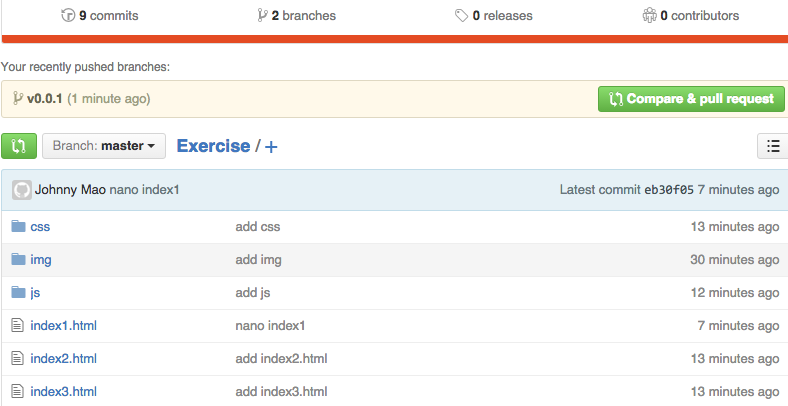 9 commits 2 branches 0 releases 0 contributors
Your recently pushed branches:
v0.0.1 (1 minute ago) Compare & pull request
Branch: master Exercise / +
Johnny Mao nano index1 Latest commit eb30f05 7 minutes ago
css add css 13 minutes ago
img add img 30 minutes ago
js add js 12 minutes ago
index1.html nano index1 7 minutes ago
index2.html add index2.html 13 minutes ago
index3.html add index3.html 13 minutes ago